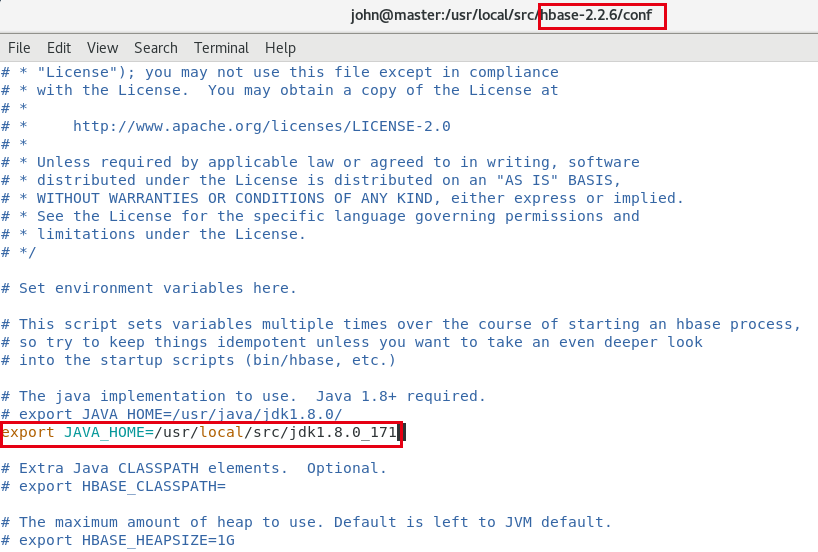 john@master:/usr/local/src/hbase-2.2.6/conf
File Edit View Search Terminal Help
# * "License"); you may not use this file except in compliance
# * with the License.  You may obtain a copy of the License at
# *
# *     http://www.apache.org/licenses/LICENSE-2.0
# *
# * Unless required by applicable law or agreed to in writing, software
# * distributed under the License is distributed on an "AS IS" BASIS,
# * WITHOUT WARRANTIES OR CONDITIONS OF ANY KIND, either express or implied.
# * See the License for the specific language governing permissions and
# * limitations under the License.
# */
# Set environment variables here.
# This script sets variables multiple times over the course of starting an hbase process,
# so try to keep things idempotent unless you want to take an even deeper look
# into the startup scripts (bin/hbase, etc.)
# The java implementation to use.  Java 1.8+ required.
# export JAVA_HOME=/usr/java/jdk1.8.0/
export JAVA_HOME=/usr/local/src/jdk1.8.0_171
# Extra Java CLASSPATH elements.  Optional.
# export HBASE_CLASSPATH=
# The maximum amount of heap to use. Default is left to JVM default.
# export HBASE_HEAPSIZE=1G